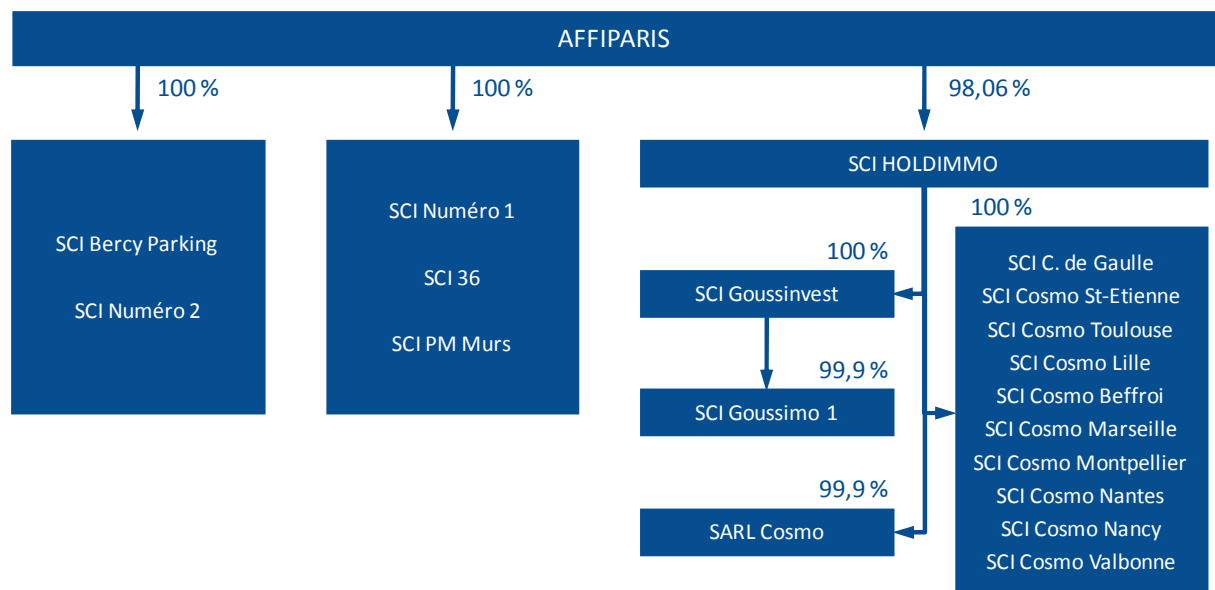 AFFIPARIS
100 %
100 %
98,06 %
SCI Bercy Parking
SCI Numéro 2
SCI Numéro 1
SCI 36
SCI PM Murs
SCI HOLDIMMO
100 %
SCI Goussinvest
99,9 %
SCI Goussimo 1
99,9 %
SARL Cosmo
100 %
SCI C. de Gaulle
SCI Cosmo St-Etienne
SCI Cosmo Toulouse
SCI Cosmo Lille
SCI Cosmo Beffroi
SCI Cosmo Marseille
SCI Cosmo Montpellier
SCI Cosmo Nantes
SCI Cosmo Nancy
SCI Cosmo Valbonne